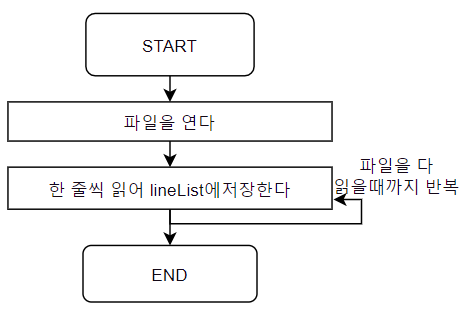 START
파일을 연다
한 줄씩 읽어 lineList에저장한다
파일을 다
읽을때까지 반복
END